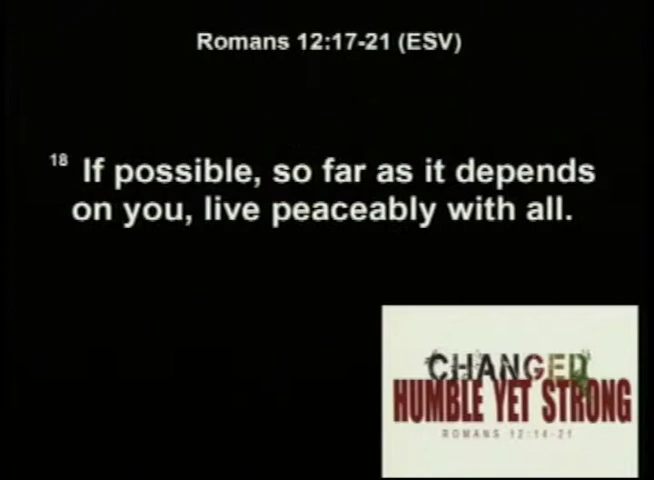 Romans 12:17-21 (ESV)
18 If possible, so far as it depends
on you, live peaceably with all.
CHANGED
HUMBLE YET STRONG
ROMANS 12:14-21